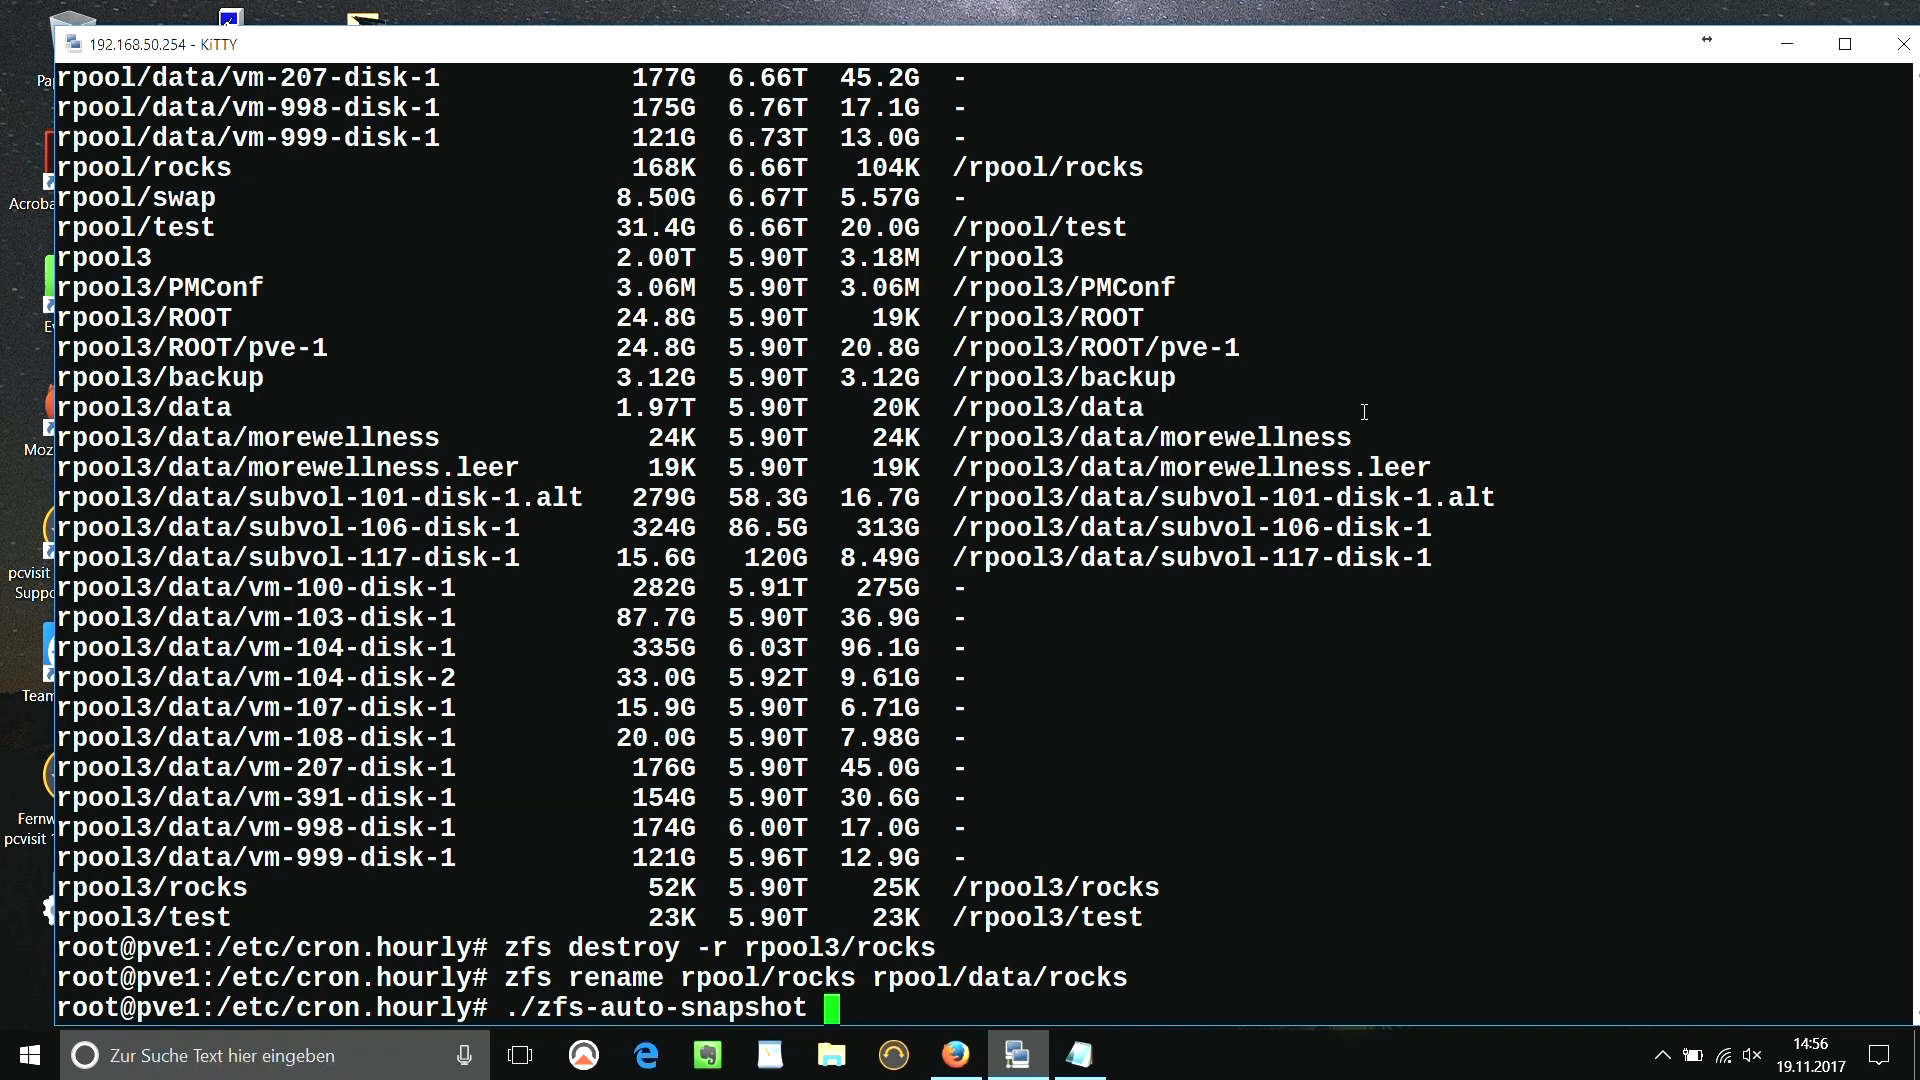 192.168.50.254 - KiTTY
rpool/data/vm-207-disk-1 177G 6.66T 45.2G -
rpool/data/vm-998-disk-1 175G 6.76T 17.1G -
rpool/data/vm-999-disk-1 121G 6.73T 13.0G -
rpool/rocks 168K 6.66T 104K /rpool/rocks
rpool/swap 8.50G 6.67T 5.57G -
rpool/test 31.4G 6.66T 20.0G /rpool/test
rpool3 2.00T 5.90T 3.18M /rpool3
rpool3/PMConf 3.06M 5.90T 3.06M /rpool3/PMConf
rpool3/ROOT 24.8G 5.90T 19K /rpool3/ROOT
rpool3/ROOT/pve-1 24.8G 5.90T 20.8G /rpool3/ROOT/pve-1
rpool3/backup 3.12G 5.90T 3.12G /rpool3/backup
rpool3/data 1.97T 5.90T 20K /rpool3/data
rpool3/data/morewellness 24K 5.90T 24K /rpool3/data/morewellness
rpool3/data/morewellness.leer 19K 5.90T 19K /rpool3/data/morewellness.leer
rpool3/data/subvol-101-disk-1.alt 279G 58.3G 16.7G /rpool3/data/subvol-101-disk-1.alt
rpool3/data/subvol-106-disk-1 324G 86.5G 313G /rpool3/data/subvol-106-disk-1
rpool3/data/subvol-117-disk-1 15.6G 120G 8.49G /rpool3/data/subvol-117-disk-1
rpool3/data/vm-100-disk-1 282G 5.91T 275G -
rpool3/data/vm-103-disk-1 87.7G 5.90T 36.9G -
rpool3/data/vm-104-disk-1 335G 6.03T 96.1G -
rpool3/data/vm-104-disk-2 33.0G 5.92T 9.61G -
rpool3/data/vm-107-disk-1 15.9G 5.90T 6.71G -
rpool3/data/vm-108-disk-1 20.0G 5.90T 7.98G -
rpool3/data/vm-207-disk-1 176G 5.90T 45.0G -
rpool3/data/vm-391-disk-1 154G 5.90T 30.6G -
rpool3/data/vm-998-disk-1 174G 6.00T 17.0G -
rpool3/data/vm-999-disk-1 121G 5.96T 12.9G -
rpool3/rocks 52K 5.90T 25K /rpool3/rocks
rpool3/test 23K 5.90T 23K /rpool3/test
root@pve1:/etc/cron.hourly# zfs destroy -r rpool3/rocks
root@pve1:/etc/cron.hourly# zfs rename rpool/rocks rpool/data/rocks
root@pve1:/etc/cron.hourly# ./zfs-auto-snapshot
Pa
Acroba
Ev
Moz
pcvisit
Suppo
Team
Fernw
pcvisit
Zur Suche Text hier eingeben
14:56
19.11.2017